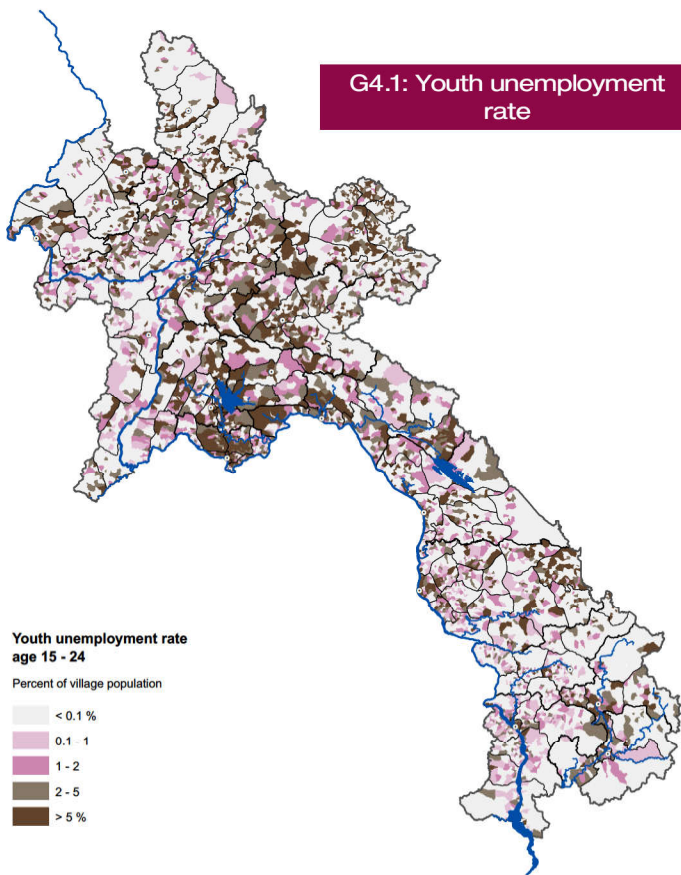 G4.1: Youth unemployment
rate
Youth unemployment rate
age 15 - 24
Percent of village population
< 0.1 %
0.1 - 1
1 - 2
2 - 5
> 5 %